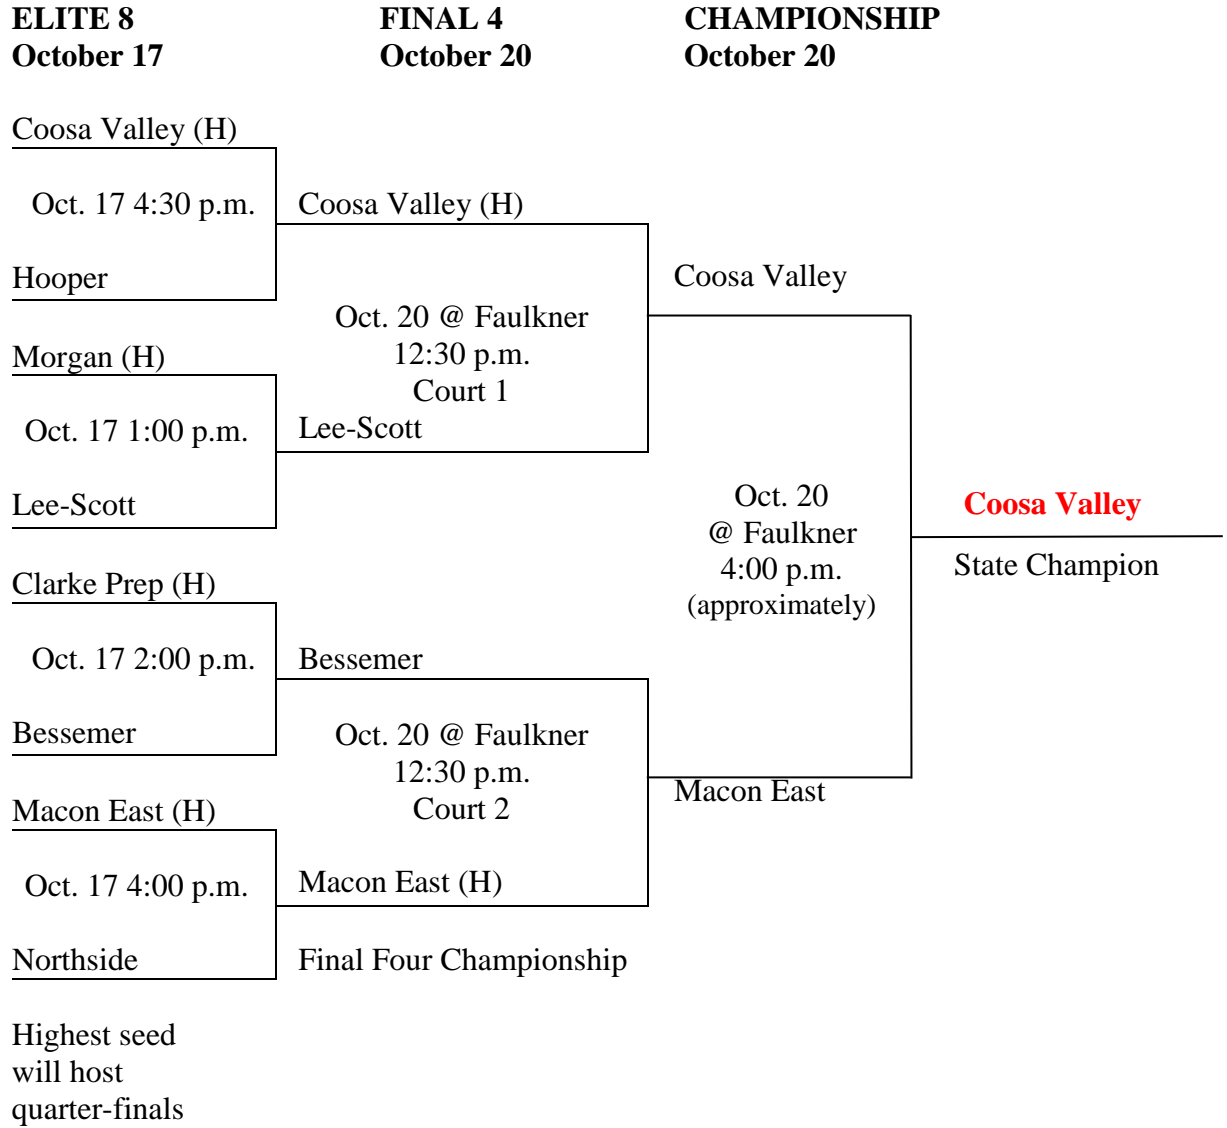 ELITE 8
October 17
FINAL 4
October 20
CHAMPIONSHIP
October 20
Coosa Valley (H)
Oct. 17 4:30 p.m.
Hooper
Morgan (H)
Oct. 17 1:00 p.m.
Lee-Scott
Clarke Prep (H)
Oct. 17 2:00 p.m.
Bessemer
Macon East (H)
Oct. 17 4:00 p.m.
Northside
Highest seed
will host
quarter-finals
Coosa Valley (H)
Oct. 20 @ Faulkner
12:30 p.m.
Court 1
Lee-Scott
Bessemer
Oct. 20 @ Faulkner
12:30 p.m.
Court 2
Macon East (H)
Final Four Championship
Coosa Valley
Oct. 20
@ Faulkner
4:00 p.m.
(approximately)
Macon East
Coosa Valley
State Champion